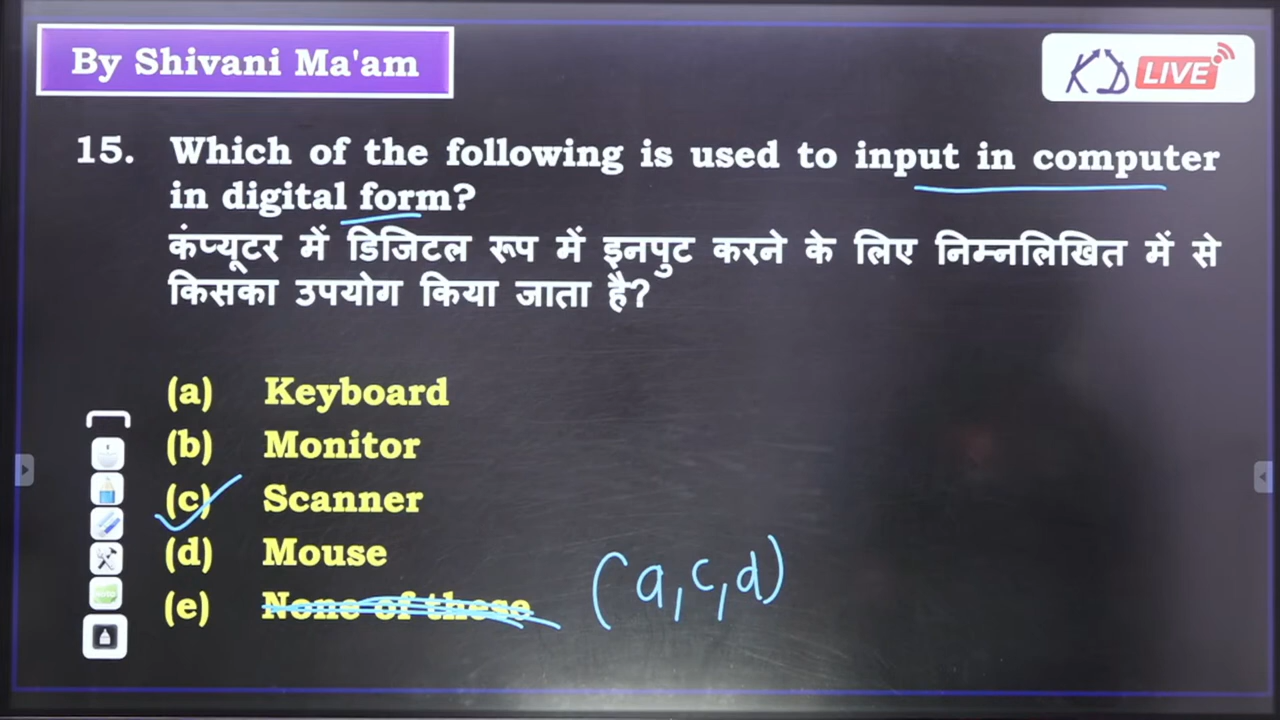 By Shivani Ma'am
KD LIVE
15. Which of the following is used to input in computer
in digital form?
कंप्यूटर में डिजिटल रूप में इनपुट करने के लिए निम्नलिखित में से
किसका उपयोग किया जाता है?
(a) Keyboard
(b) Monitor
(c) Scanner
(d) Mouse
(e) None of these
(a,c,d)